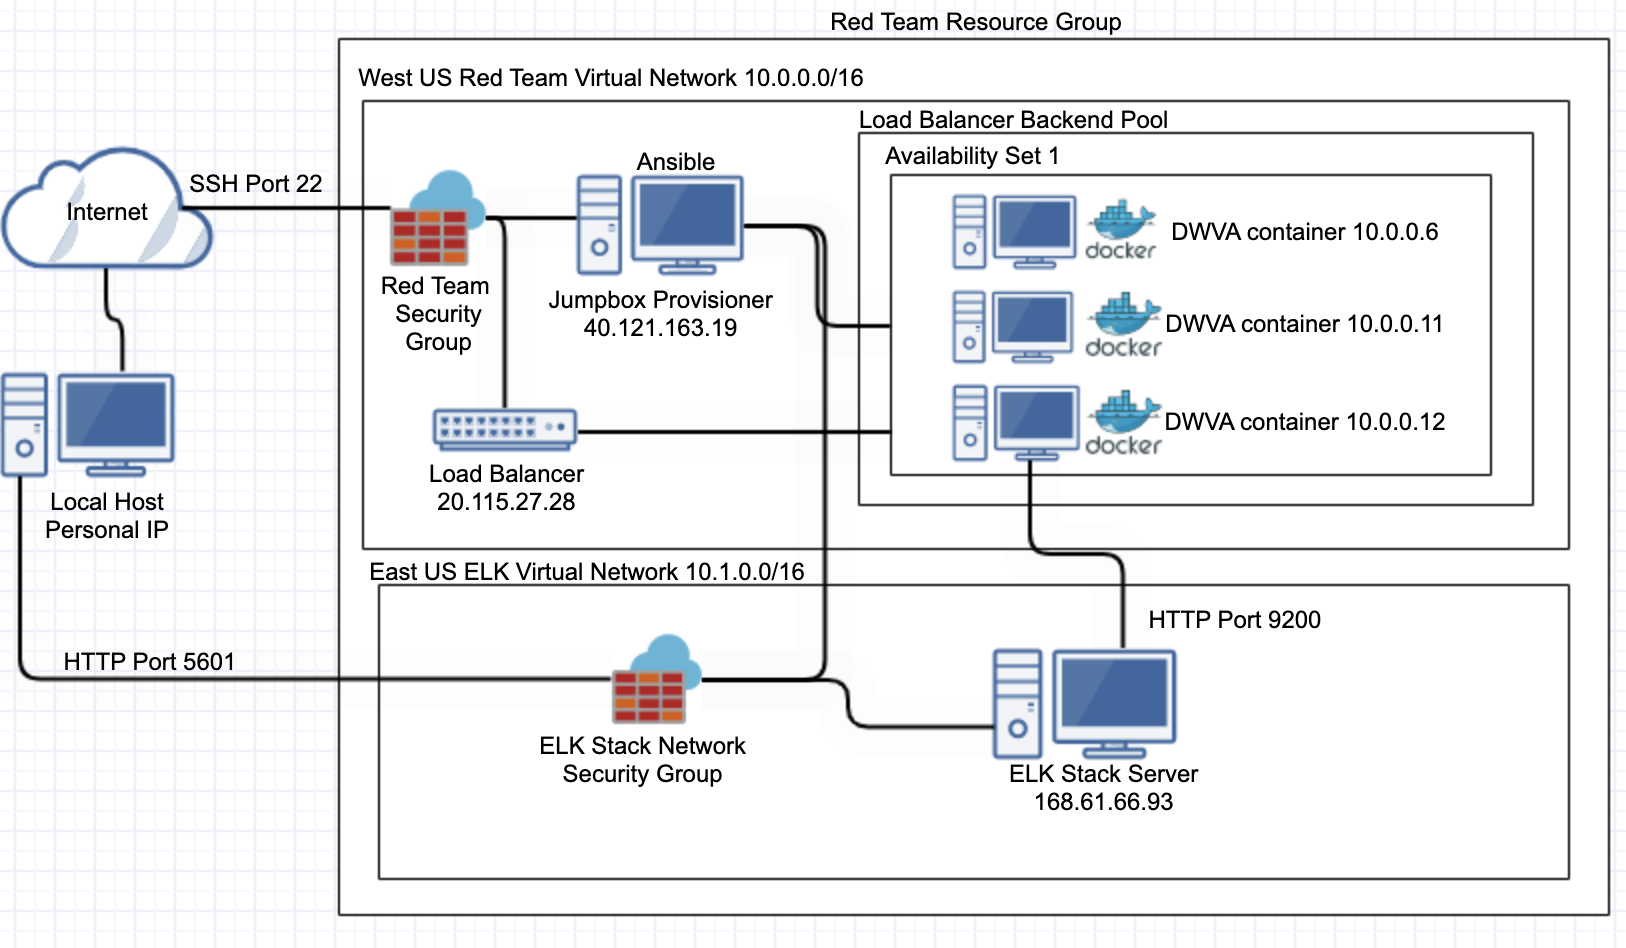 Red Team Resource Group
West US Red Team Virtual Network 10.0.0.0/16
Load Balancer Backend Pool
Availability Set 1
Ansible
SSH Port 22
Internet
docker
DWVA container 10.0.0.6
Red Team
Security
Group
Jumpbox Provisioner
40.121.163.19
docker
DWVA container 10.0.0.11
docker
DWVA container 10.0.0.12
Load Balancer
20.115.27.28
Local Host
Personal IP
East US ELK Virtual Network 10.1.0.0/16
HTTP Port 9200
HTTP Port 5601
ELK Stack Network
Security Group
ELK Stack Server
168.61.66.93